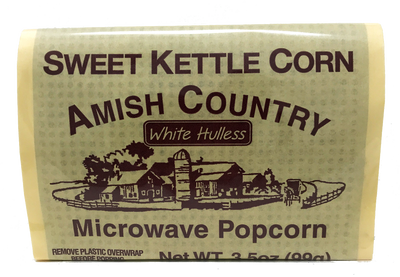 SWEET KETTLE CORN
AMISH COUNTRY
White Hulless
Microwave Popcorn
REMOVE PLASTIC OVERWRAP
BEFORE POPPING
Net WT. 3.5oz (99g)